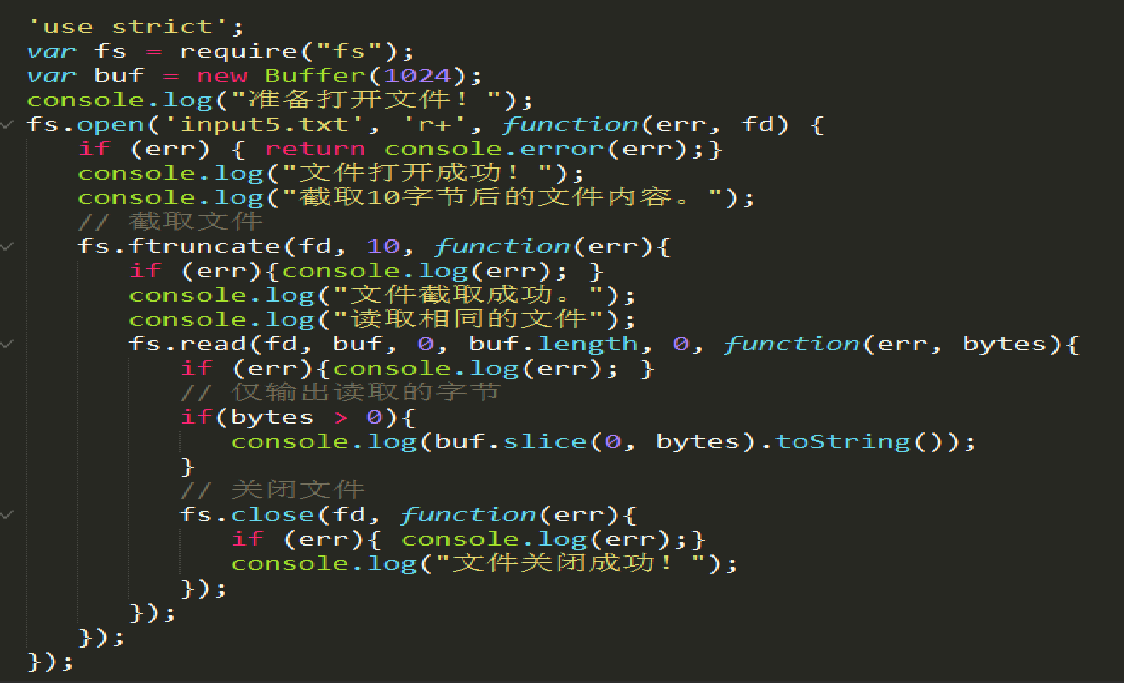 'use strict';
var fs = require("fs");
var buf = new Buffer(1024);
console.log("准备打开文件！");
fs.open('input5.txt', 'r+', function(err, fd) {
    if (err) { return console.error(err);}
    console.log("文件打开成功！");
    console.log("截取10字节后的文件内容。");
    // 截取文件
    fs.ftruncate(fd, 10, function(err){
        if (err){console.log(err); }
        console.log("文件截取成功。");
        console.log("读取相同的文件");
        fs.read(fd, buf, 0, buf.length, 0, function(err, bytes){
            if (err){console.log(err); }
            // 仅输出读取的字节
            if(bytes > 0){
                console.log(buf.slice(0, bytes).toString());
            }
            // 关闭文件
            fs.close(fd, function(err){
                if (err){ console.log(err);}
                console.log("文件关闭成功！");
            });
        });
    });
});